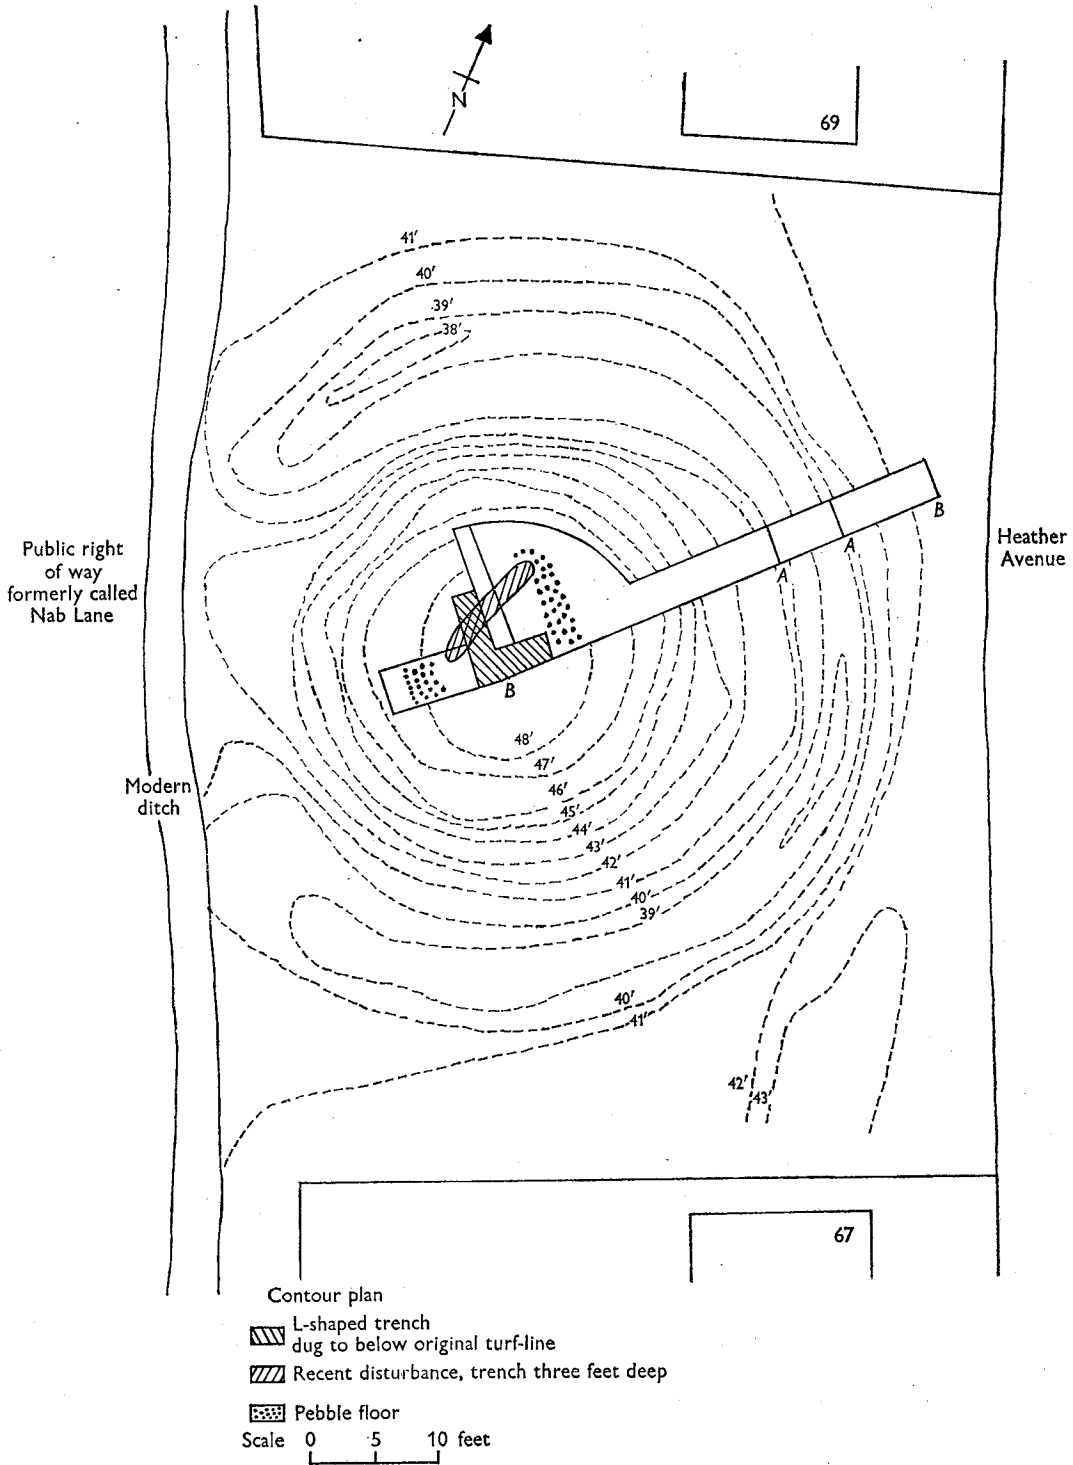 N
69
41'
40'
39'
38'
B
A
A
Heather
Avenue
Public right
of way
formerly called
Nab Lane
B
48'
47'
46'
45'
44'
43'
42'
41'
40'
39'
Modern
ditch
40'
41'
42'
43'
67
Contour plan
L-shaped trench
dug to below original turf-line
Recent disturbance, trench three feet deep
Pebble floor
Scale 0 5 10 feet